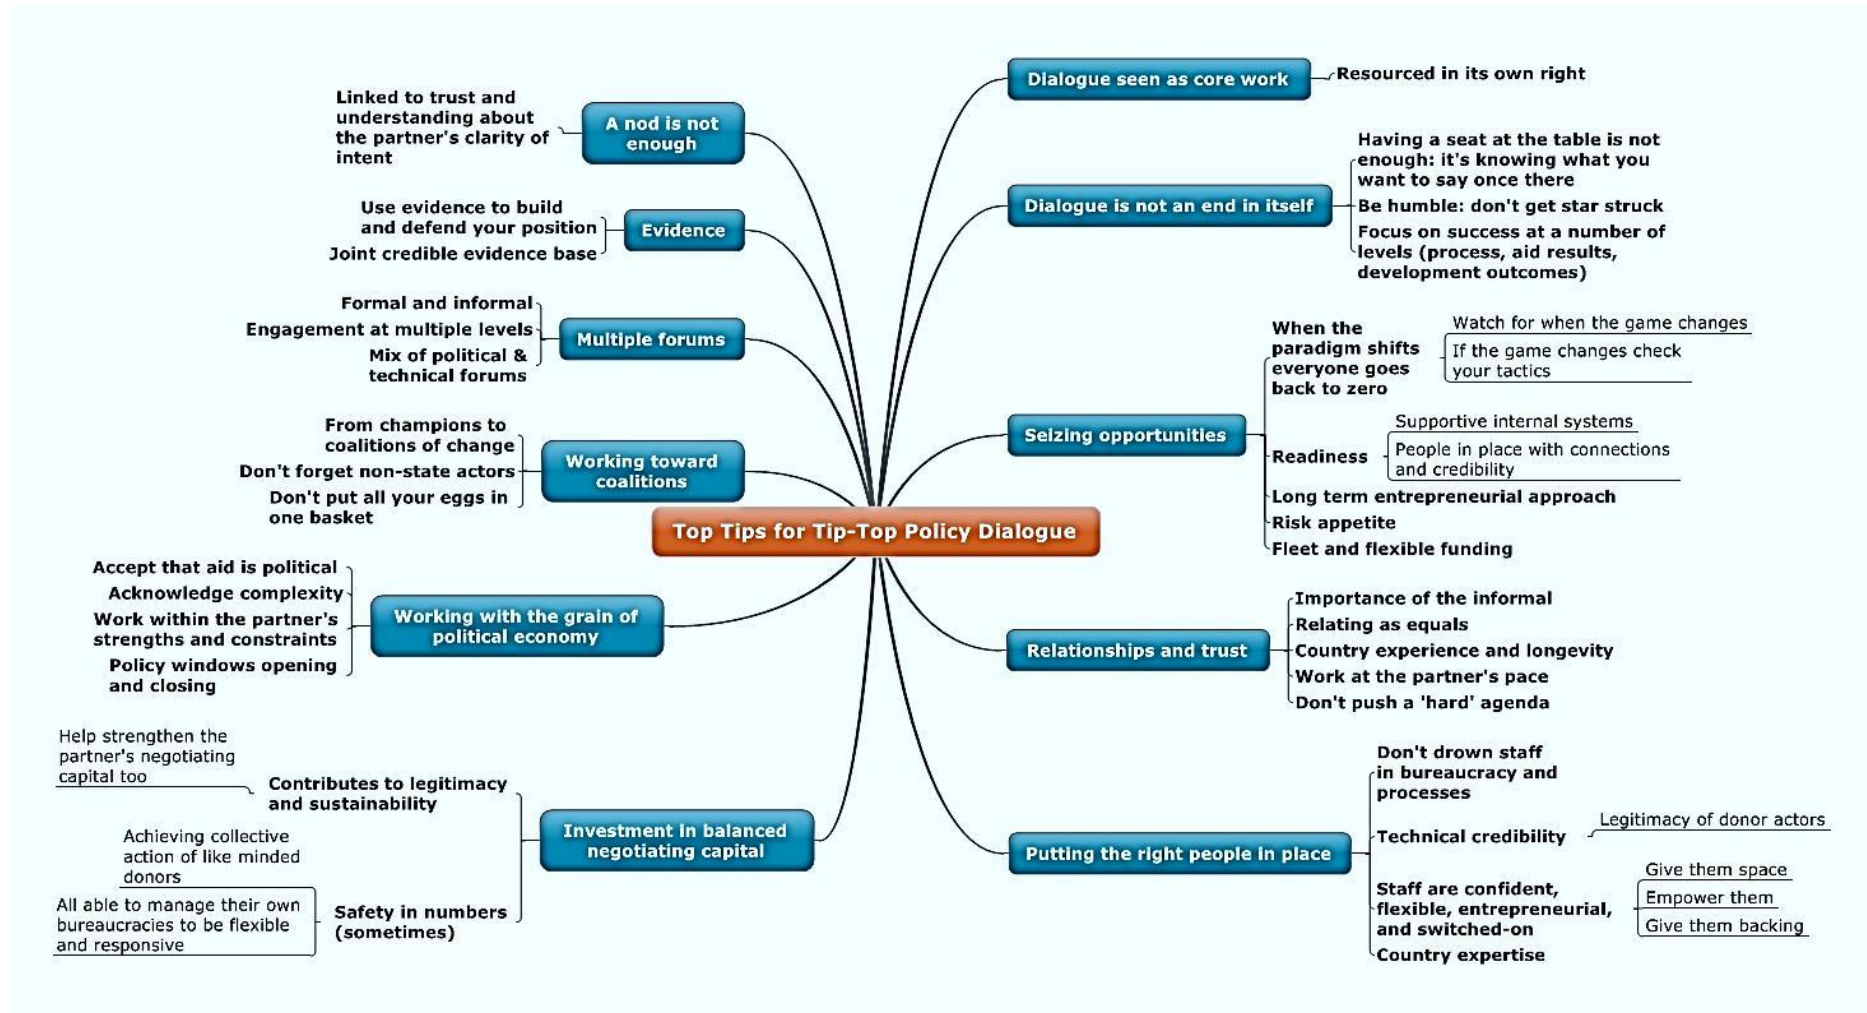 Top Tips for Tip-Top Policy Dialogue
Dialogue seen as core work
Resourced in its own right
Dialogue is not an end in itself
Having a seat at the table is not
enough: it's knowing what you
want to say once there
Be humble: don't get star struck
Focus on success at a number of
levels (process, aid results,
development outcomes)
Seizing opportunities
When the
paradigm shifts
everyone goes
back to zero
Watch for when the game changes
If the game changes check
your tactics
Readiness
Supportive internal systems
People in place with connections
and credibility
Long term entrepreneurial approach
Risk appetite
Fleet and flexible funding
Relationships and trust
Importance of the informal
Relating as equals
Country experience and longevity
Work at the partner's pace
Don't push a 'hard' agenda
Putting the right people in place
Don't drown staff
in bureaucracy and
processes
Technical credibility
Legitimacy of donor actors
Staff are confident,
flexible, entrepreneurial,
and switched-on
Give them space
Empower them
Give them backing
Country expertise
A nod is not
enough
Linked to trust and
understanding about
the partner's clarity of
intent
Evidence
Use evidence to build
and defend your position
Joint credible evidence base
Multiple forums
Formal and informal
Engagement at multiple levels
Mix of political &
technical forums
Working toward
coalitions
From champions to
coalitions of change
Don't forget non-state actors
Don't put all your eggs in
one basket
Working with the grain of
political economy
Accept that aid is political
Acknowledge complexity
Work within the partner's
strengths and constraints
Policy windows opening
and closing
Investment in balanced
negotiating capital
Contributes to legitimacy
and sustainability
Help strengthen the
partner's negotiating
capital too
Safety in numbers
(sometimes)
Achieving collective
action of like minded
donors
All able to manage their own
bureaucracies to be flexible
and responsive